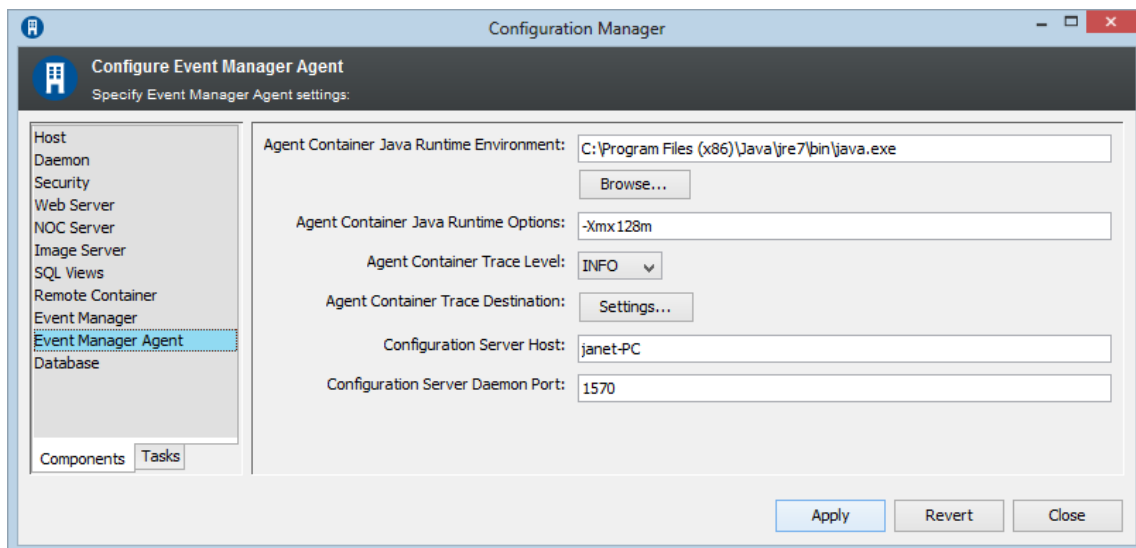 Configuration Manager
Configure Event Manager Agent
Specify Event Manager Agent settings:
Host
Daemon
Security
Web Server
NOC Server
Image Server
SQL Views
Remote Container
Event Manager
Event Manager Agent
Database
Components Tasks
Agent Container Java Runtime Environment: C:\Program Files (x86)\Java\jre7\bin\java.exe
Browse...
Agent Container Java Runtime Options: -Xmx128m
Agent Container Trace Level: INFO
Agent Container Trace Destination: Settings...
Configuration Server Host: janet-PC
Configuration Server Daemon Port: 1570
Apply Revert Close